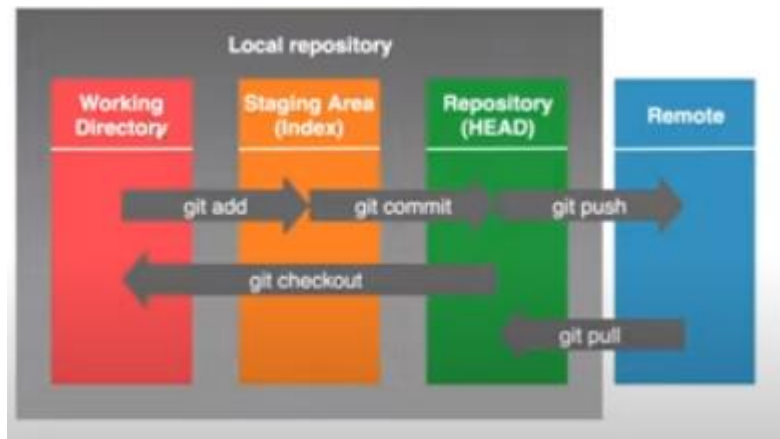 Local repository
Working
Directory
Staging Area
(Index)
Repository
(HEAD)
Remote
git add
git commit
git push
git checkout
git pull